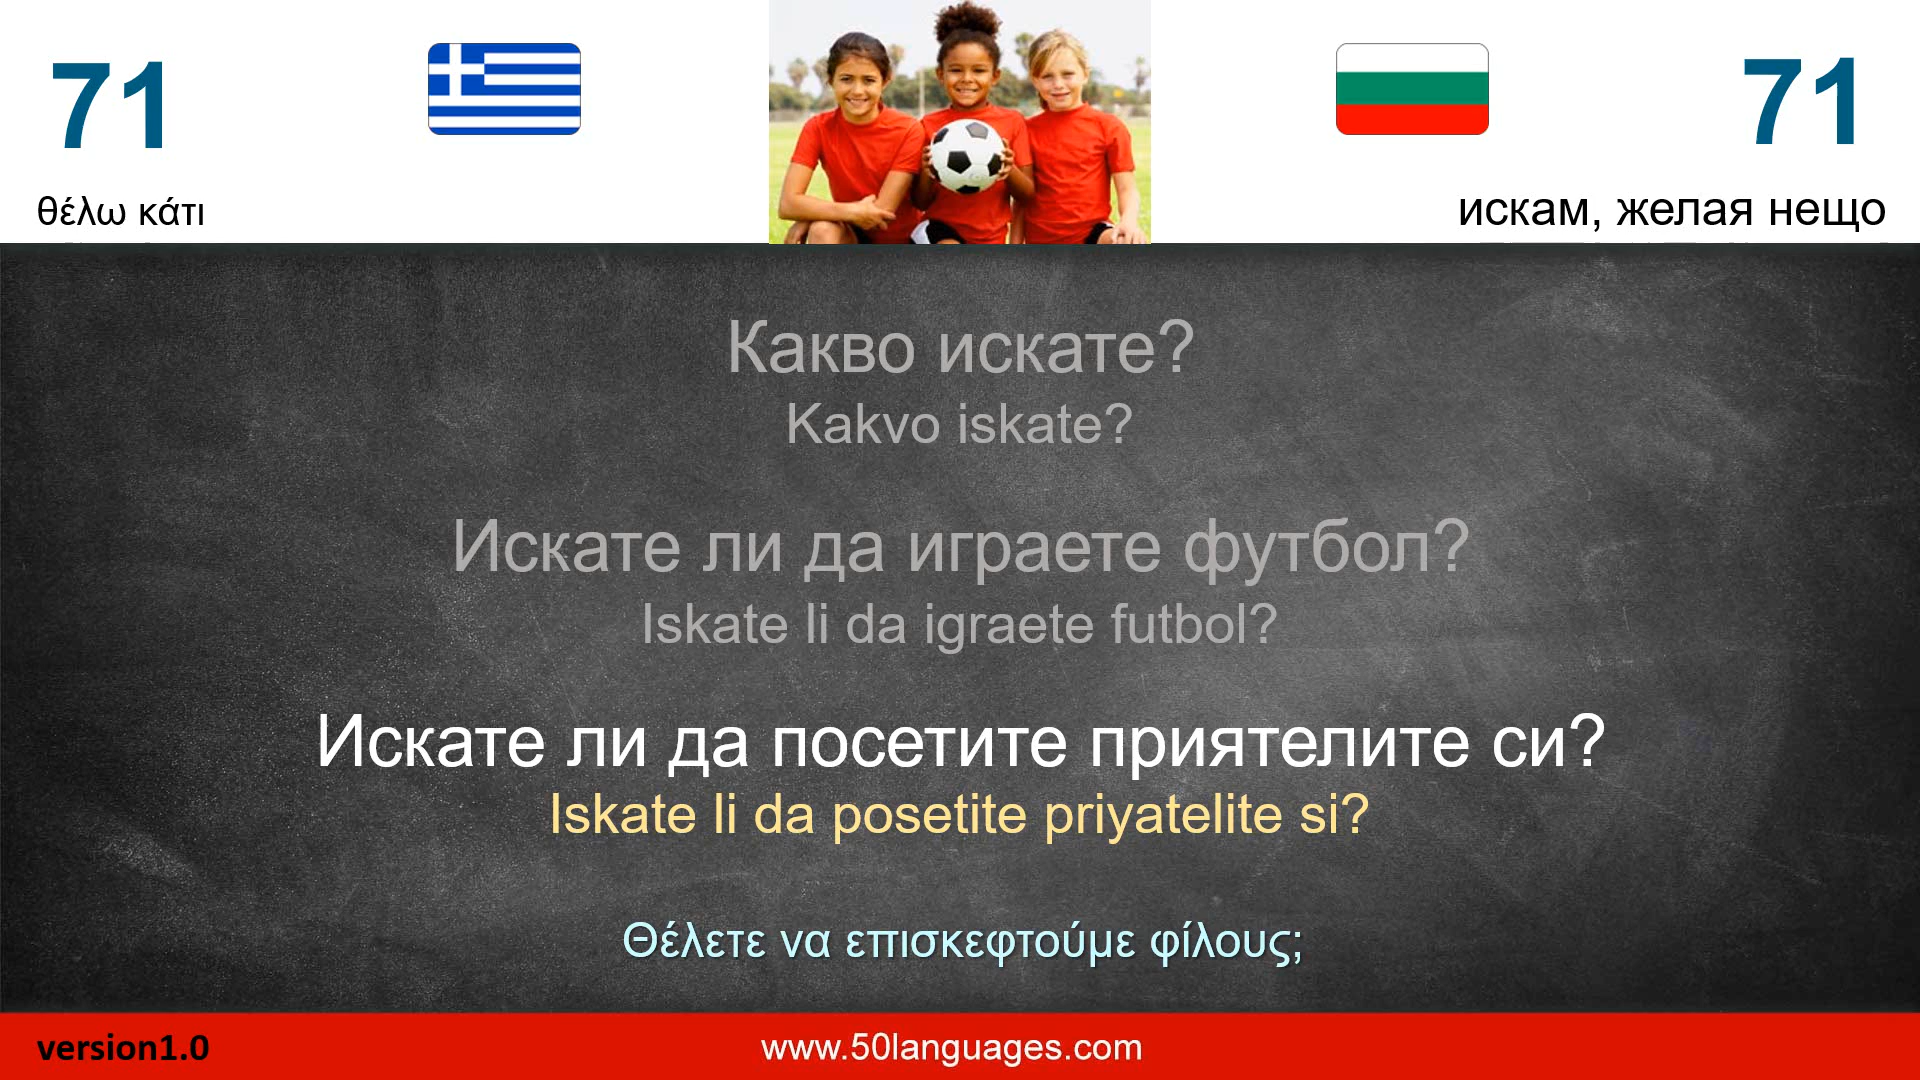 71
71
θέλω κάτι
искам, желая нещо
Какво искате?
Kakvo iskate?
Искате ли да играете футбол?
Iskate li da igraete futbol?
Искате ли да посетите приятелите си?
Iskate li da posetite priyatelite si?
Θέλετε να επισκεφτούμε φίλους;
version1.0
www.50languages.com